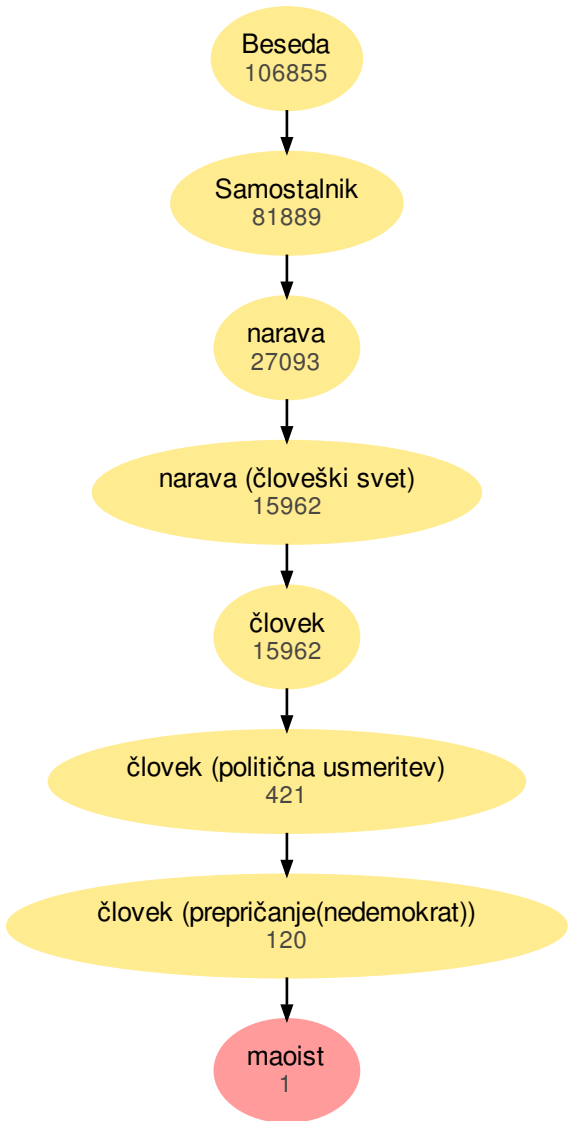 Beseda
106855
Samostalnik
81889
narava
27093
narava (človeški svet)
15962
človek
15962
človek (politična usmeritev)
421
človek (prepričanje(nedemokrat))
120
maoist
1